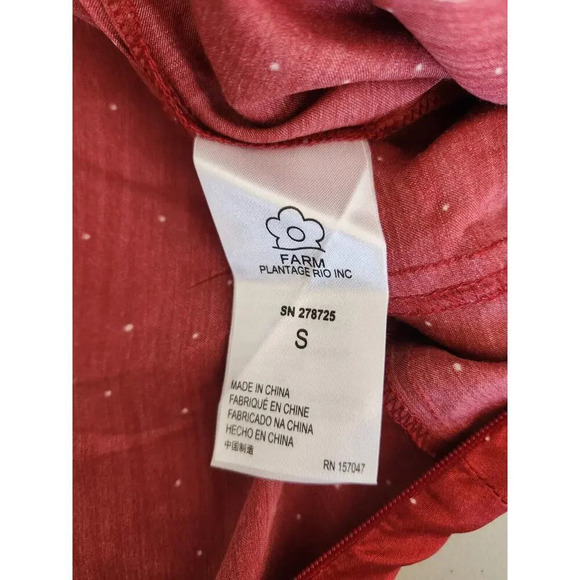 FARM
PLANTAGE RIO INC
SN 278725
S
MADE IN CHINA
FABRIQUÉ EN CHINE
FABRICADO NA CHINA
HECHO EN CHINA
中国制造
RN 157047